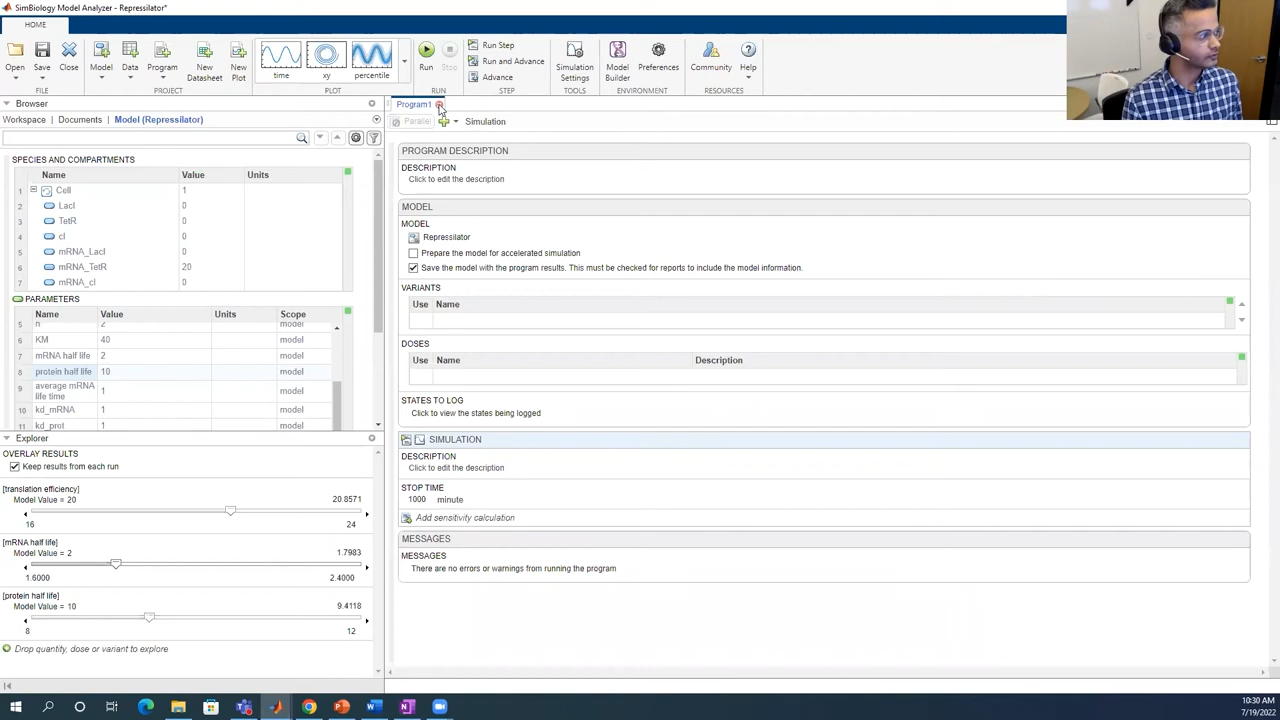 SimBiology Model Analyzer - Repressilator*
HOME
Open
Save
Close
Model
Data
Program
New
Datasheet
New
Plot
time
xy
percentile
Run
Stop
Run Step
Run and Advance
Advance
Simulation
Settings
Model
Builder
Preferences
Community
Help
FILE
PROJECT
PLOT
RUN
STEP
TOOLS
ENVIRONMENT
RESOURCES
Browser
Workspace : Documents : Model (Repressilator)
SPECIES AND COMPARTMENTS
Name Value Units
1 Cell 1
2 LacI 0
3 TetR 0
4 cI 0
5 mRNA_LacI 0
6 mRNA_TetR 20
7 mRNA_cI 0
PARAMETERS
Name Value Units Scope
5 n 2 model
6 KM 40 model
7 mRNA half life 2 model
8 protein half life 10 model
9 average mRNA life time 1 model
10 kd_mRNA 1 model
11 kd_prot 1 model
Explorer
OVERLAY RESULTS
Keep results from each run
[translation efficiency]
Model Value = 20 20.8571
16 24
[mRNA half life]
Model Value = 2 1.7983
1.6000 2.4000
[protein half life]
Model Value = 10 9.4118
8 12
Drop quantity, dose or variant to explore
Program1
Parallel
Simulation
PROGRAM DESCRIPTION
DESCRIPTION
Click to edit the description
MODEL
MODEL
Repressilator
Prepare the model for accelerated simulation
Save the model with the program results. This must be checked for reports to include the model information.
VARIANTS
Use Name
DOSES
Use Name Description
STATES TO LOG
Click to view the states being logged
SIMULATION
DESCRIPTION
Click to edit the description
STOP TIME
1000 minute
Add sensitivity calculation
MESSAGES
MESSAGES
There are no errors or warnings from running the program
10:30 AM
7/19/2022